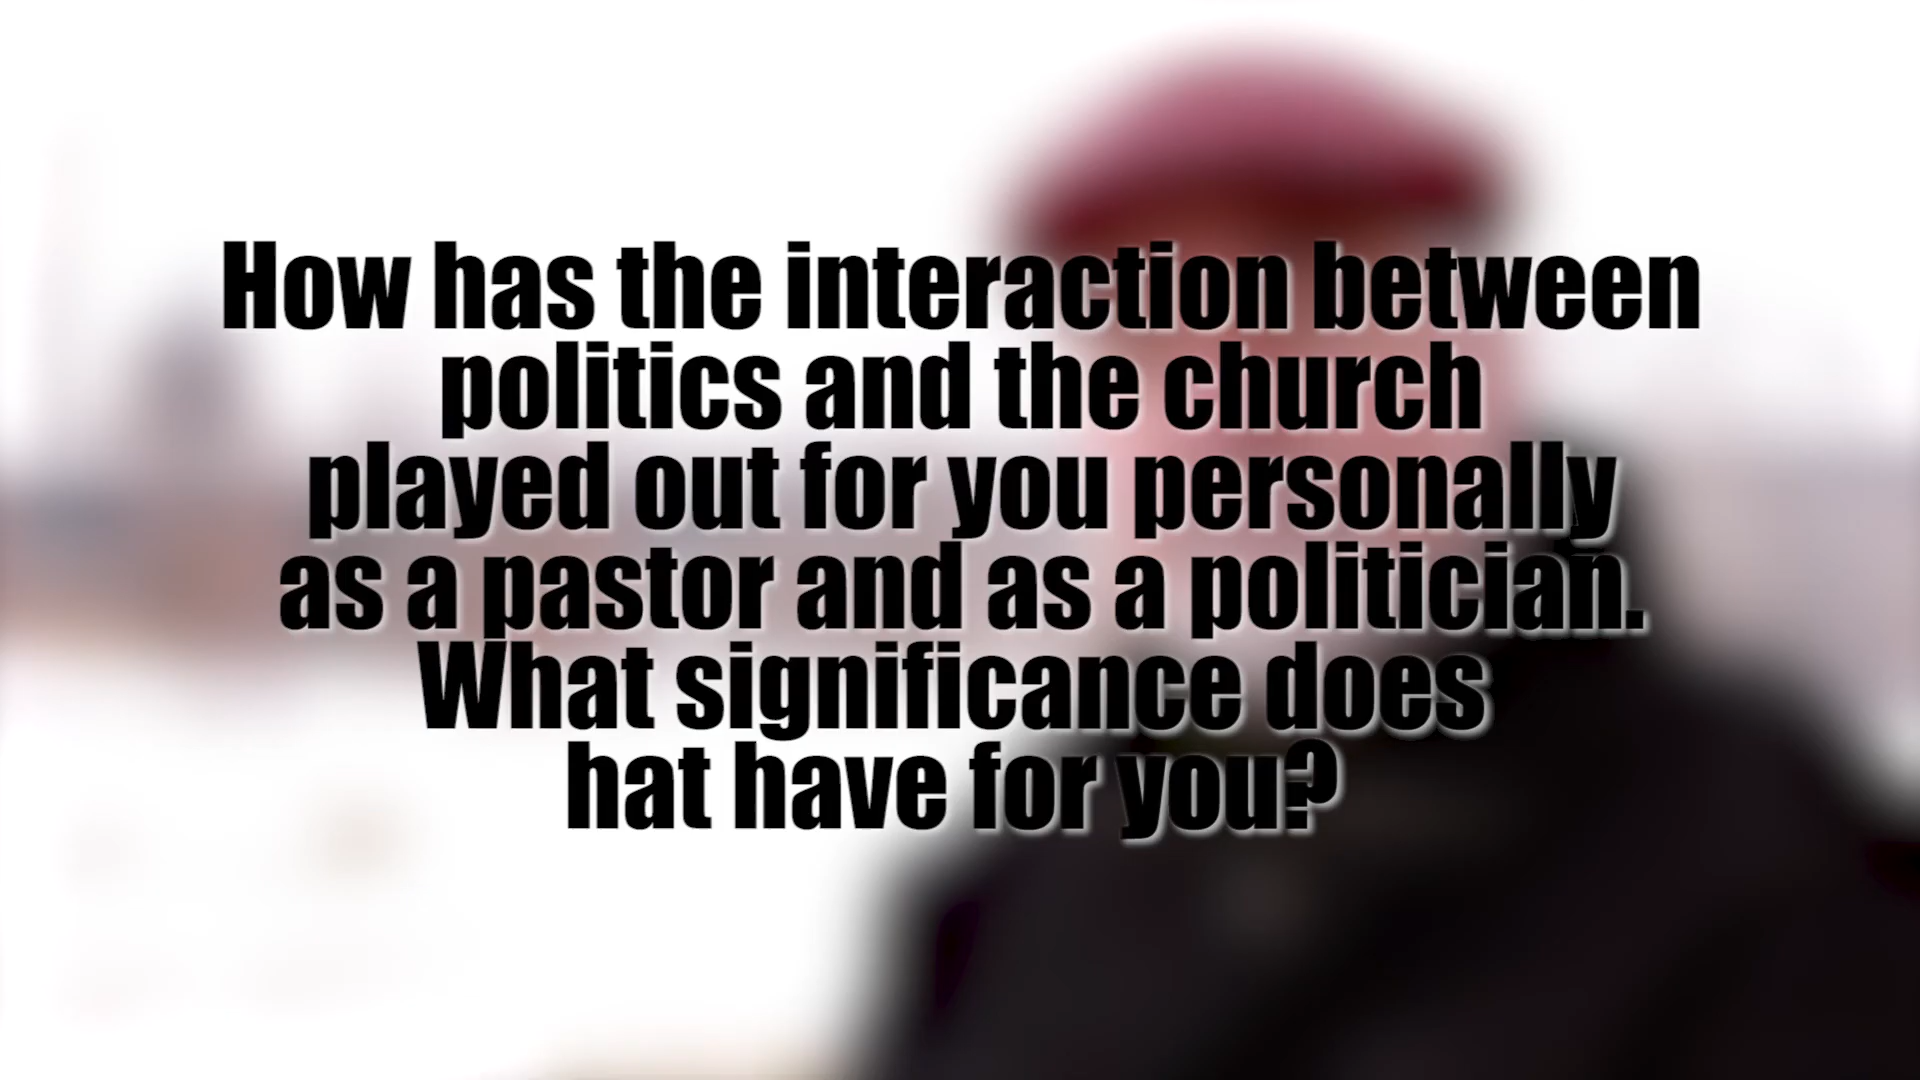 How has the interaction between
politics and the church
played out for you personally
as a pastor and as a politician.
What significance does
hat have for you?